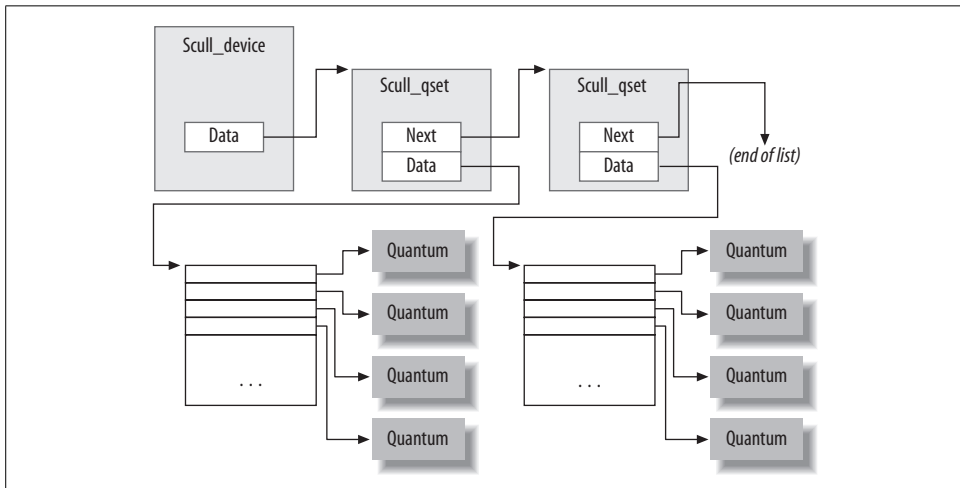 Scull_device
Data
Scull_qset
Next
Data
Scull_qset
Next
Data
(end of list)
Quantum
Quantum
Quantum
Quantum
. . .
Quantum
Quantum
Quantum
Quantum
. . .